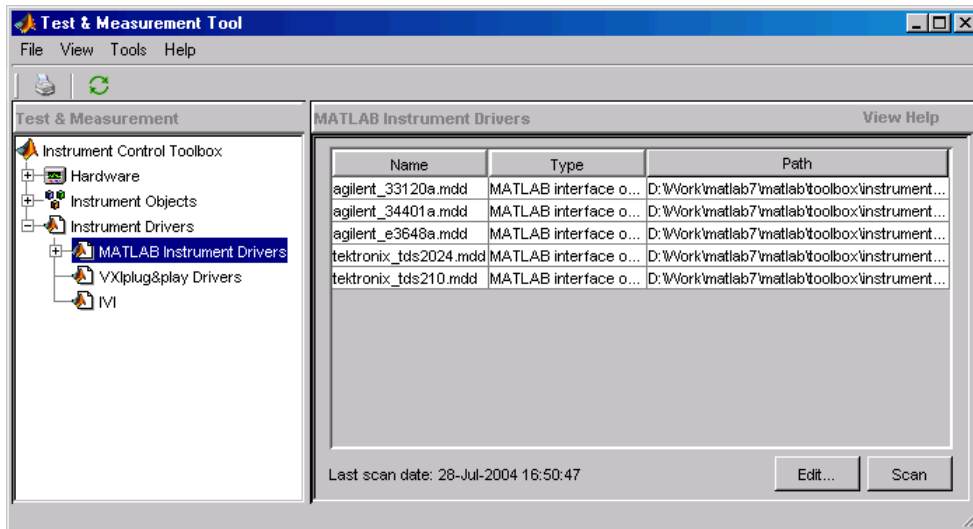 Test & Measurement Tool
File View Tools Help
Test & Measurement
Instrument Control Toolbox
Hardware
Instrument Objects
Instrument Drivers
MATLAB Instrument Drivers
VXIplug&play Drivers
IVI
MATLAB Instrument Drivers View Help
Name Type Path
agilent_33120a.mdd MATLAB interface o... D:\Work\matlab7\matlab\toolbox\instrument...
agilent_34401a.mdd MATLAB interface o... D:\Work\matlab7\matlab\toolbox\instrument...
agilent_e3648a.mdd MATLAB interface o... D:\Work\matlab7\matlab\toolbox\instrument...
tektronix_tds2024.mdd MATLAB interface o... D:\Work\matlab7\matlab\toolbox\instrument...
tektronix_tds210.mdd MATLAB interface o... D:\Work\matlab7\matlab\toolbox\instrument...
Last scan date: 28-Jul-2004 16:50:47 Edit... Scan